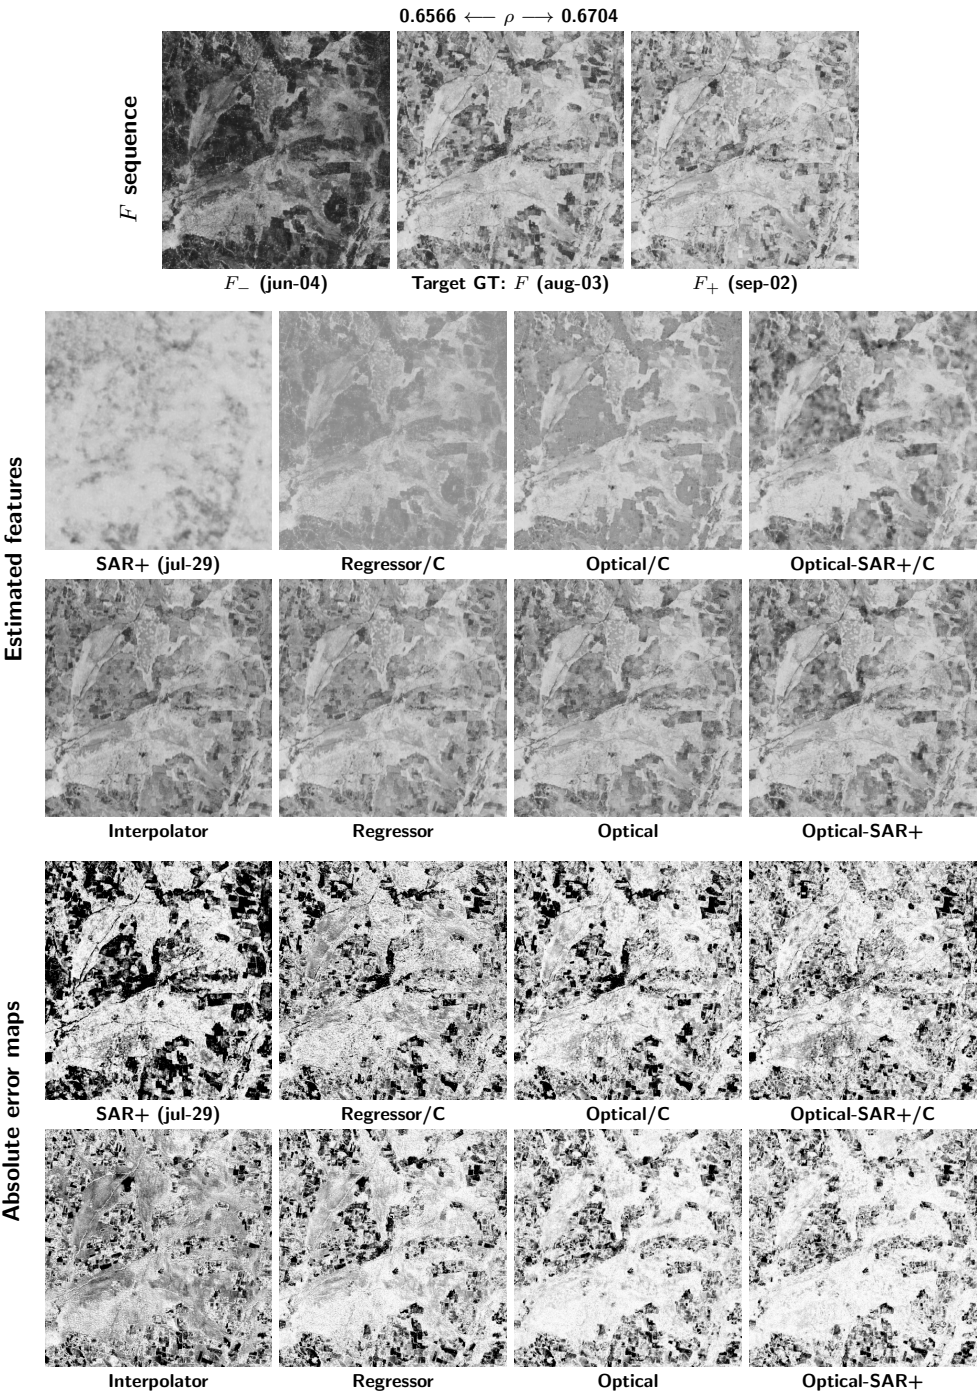 0.6566 ⟵ ρ ⟶ 0.6704
F sequence
F₋ (jun-04) Target GT: F (aug-03) F₊ (sep-02)
Estimated features
SAR+ (jul-29) Regressor/C Optical/C Optical-SAR+/C
Interpolator Regressor Optical Optical-SAR+
Absolute error maps
SAR+ (jul-29) Regressor/C Optical/C Optical-SAR+/C
Interpolator Regressor Optical Optical-SAR+